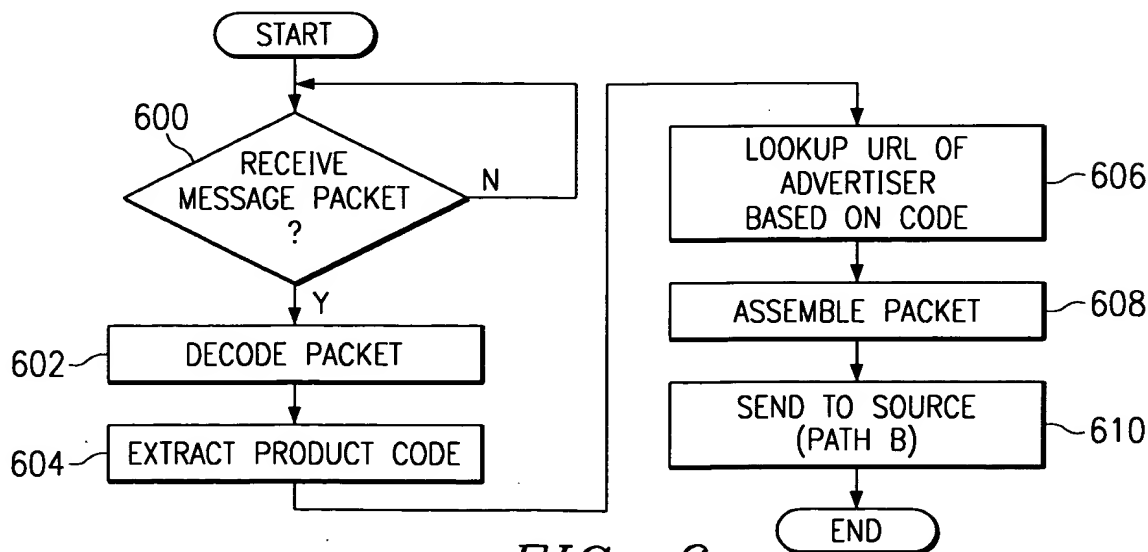 START
600
RECEIVE
MESSAGE PACKET
?
N
Y
602
DECODE PACKET
604
EXTRACT PRODUCT CODE
LOOKUP URL OF
ADVERTISER
BASED ON CODE
606
ASSEMBLE PACKET
608
SEND TO SOURCE
(PATH B)
610
END